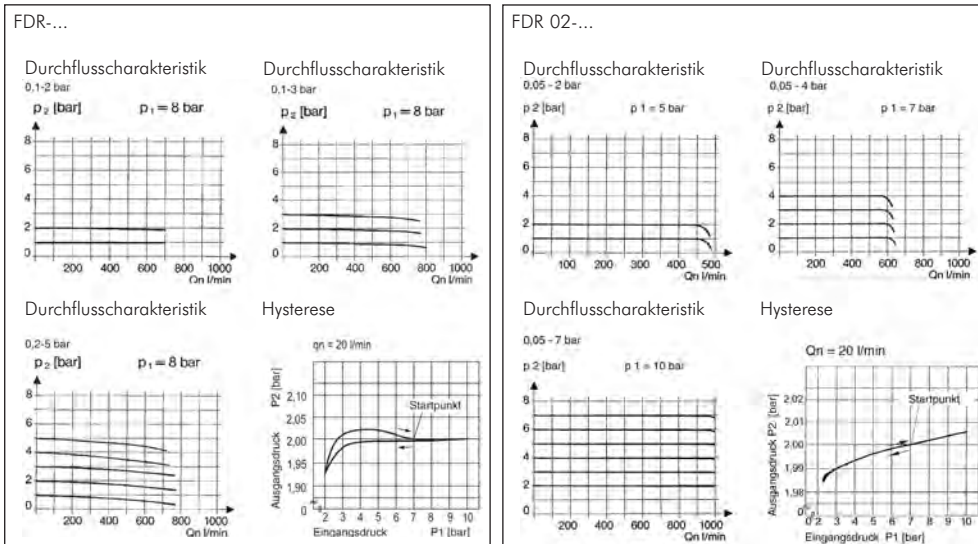 FDR-...
Durchflusscharakteristik
0,1-2 bar
p2 [bar] p1 = 8 bar
8
6
4
2
0
200 400 600 800 1000
Qn l/min
Durchflusscharakteristik
0,1-3 bar
p2 [bar] p1 = 8 bar
8
6
4
2
0
200 400 600 800 1000
Qn l/min
Durchflusscharakteristik
0,2-5 bar
p2 [bar] p1 = 8 bar
8
6
4
2
0
200 400 600 800 1000
Qn l/min
Hysterese
qn = 20 l/min
Ausgangsdruck P2 [bar]
2,10
2,05
2,00
1,95
1,90
0
Startpunkt
2 3 4 5 6 7 8 9 10
Eingangsdruck P1 [bar]
FDR 02-...
Durchflusscharakteristik
0,05 - 2 bar
p 2 [bar] p 1 = 5 bar
8
6
4
2
0
100 200 300 400 500
Qn l/min
Durchflusscharakteristik
0,05 - 4 bar
p 2 [bar] p 1 = 7 bar
8
6
4
2
0
200 400 600 800 1000
Qn l/min
Durchflusscharakteristik
0,05 - 7 bar
p 2 [bar] p 1 = 10 bar
8
6
4
2
0
200 400 600 800 1000
Qn l/min
Hysterese
Qn = 20 l/min
Ausgangsdruck P2 [bar]
2,02
2,01
2,00
1,99
1,98
0
Startpunkt
0 2 3 4 5 6 7 8 9 10
Eingangsdruck P1 [bar]